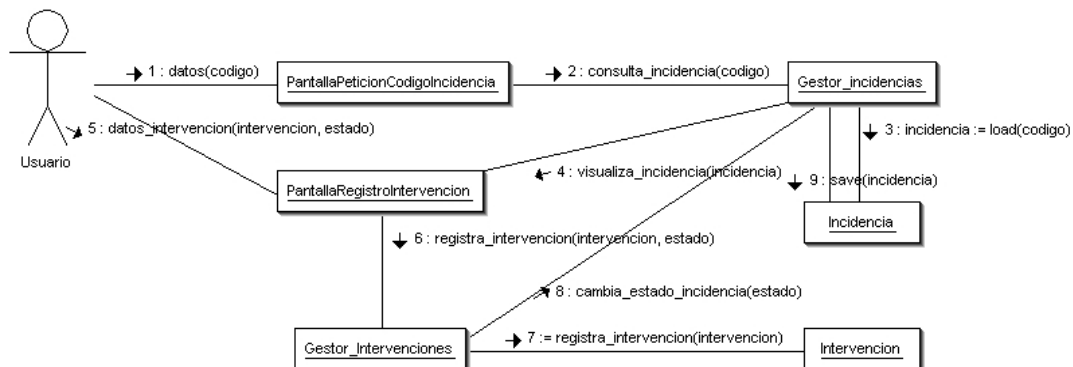 1 : datos(codigo)
PantallaPeticionCodigoIncidencia
2 : consulta_incidencia(codigo)
Gestor_incidencias
5 : datos_intervencion(intervencion, estado)
3 : incidencia := load(codigo)
Usuario
4 : visualiza_incidencia(incidencia)
9 : save(incidencia)
PantallaRegistroIntervencion
Incidencia
6 : registra_intervencion(intervencion, estado)
8 : cambia_estado_incidencia(estado)
7 := registra_intervencion(intervencion)
Gestor_Intervenciones
Intervencion